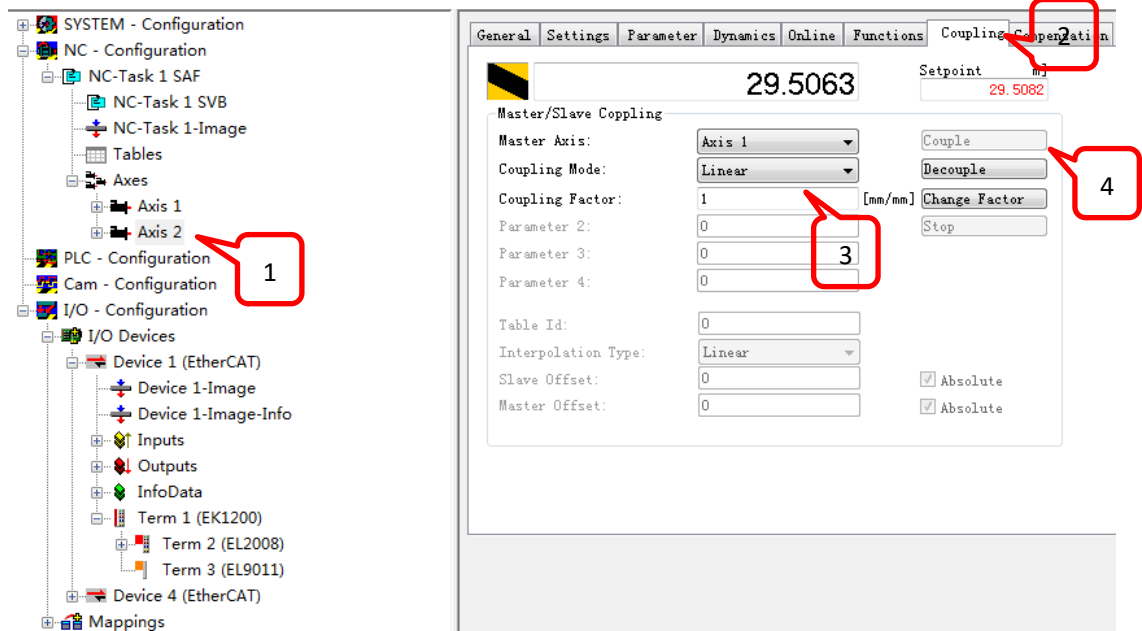 SYSTEM - Configuration
NC - Configuration
NC-Task 1 SAF
NC-Task 1 SVB
NC-Task 1-Image
Tables
Axes
Axis 1
Axis 2
PLC - Configuration
Cam - Configuration
I/O - Configuration
I/O Devices
Device 1 (EtherCAT)
Device 1-Image
Device 1-Image-Info
Inputs
Outputs
InfoData
Term 1 (EK1200)
Term 2 (EL2008)
Term 3 (EL9011)
Device 4 (EtherCAT)
Mappings
1
General Settings Parameter Dynamics Online Functions Coupling Compensation
2
29.5063
Setpoint m]
29.5082
Master/Slave Coppling
Master Axis: Axis 1 Couple
Coupling Mode: Linear Decouple
Coupling Factor: 1 [mm/mm] Change Factor
Parameter 2: 0 Stop
Parameter 3: 0
Parameter 4: 0
3
4
Table Id: 0
Interpolation Type: Linear
Slave Offset: 0 Absolute
Master Offset: 0 Absolute